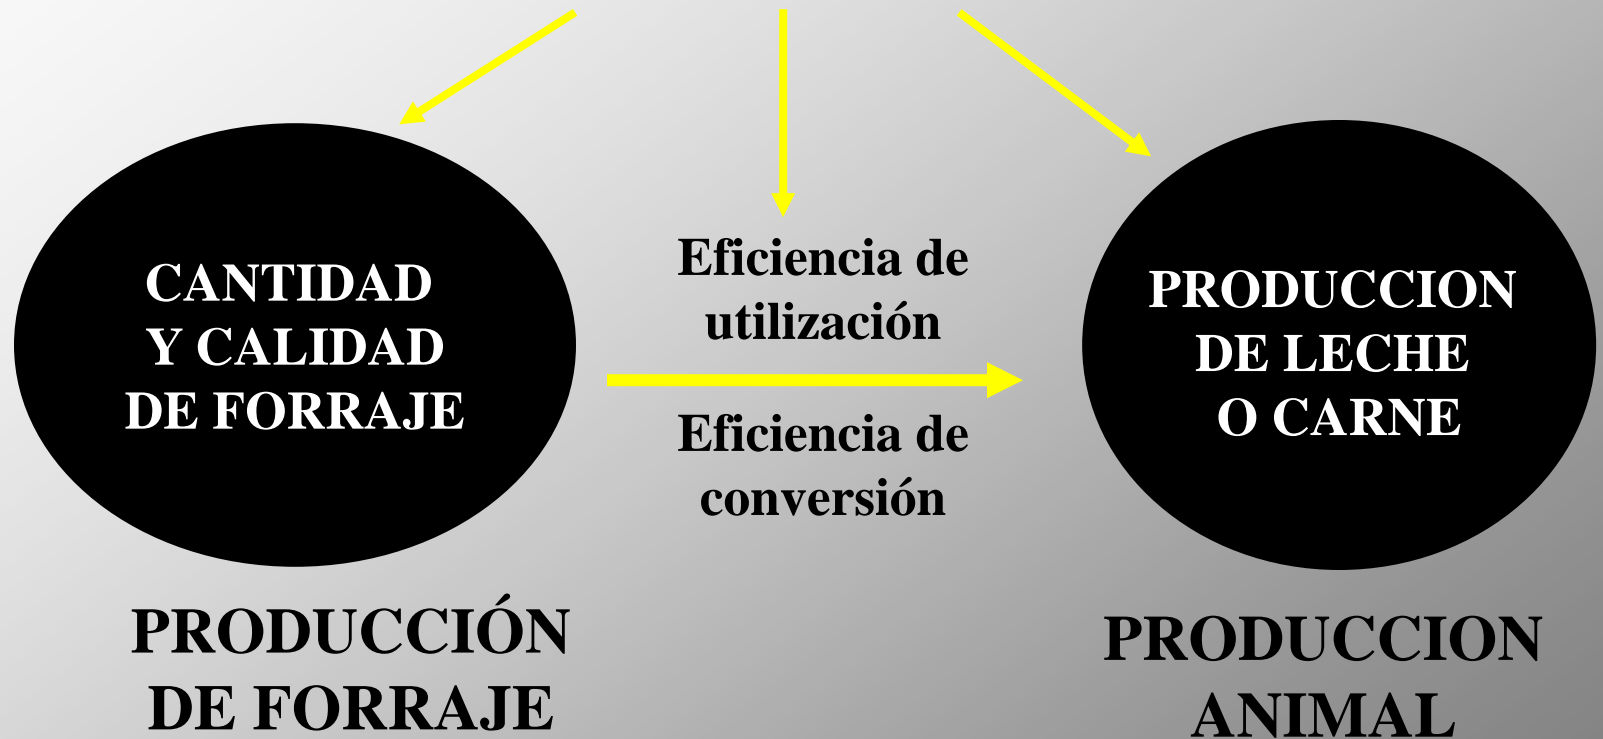 CANTIDAD
Y CALIDAD
DE FORRAJE
Eficiencia de
utilización
Eficiencia de
conversión
PRODUCCION
DE LECHE
O CARNE
PRODUCCIÓN
DE FORRAJE
PRODUCCION
ANIMAL